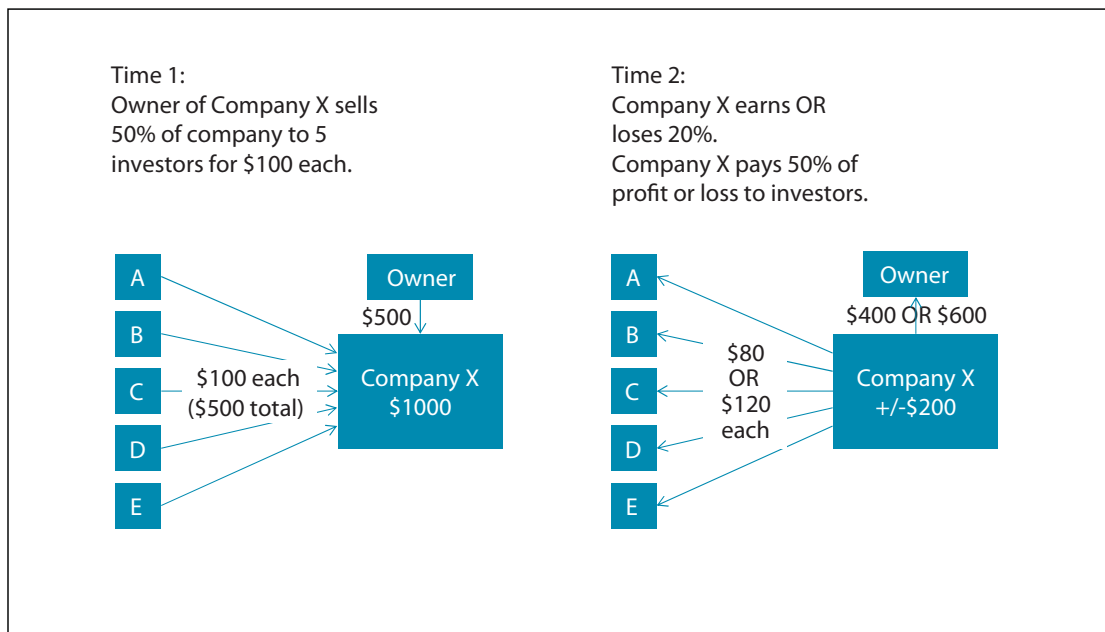 Time 1:
Owner of Company X sells
50% of company to 5
investors for $100 each.
A
B
C
D
E
$100 each
($500 total)
Owner
$500
Company X
$1000
Time 2:
Company X earns OR
loses 20%.
Company X pays 50% of
profit or loss to investors.
A
B
C
D
E
$80
OR
$120
each
Owner
$400 OR $600
Company X
+/-$200